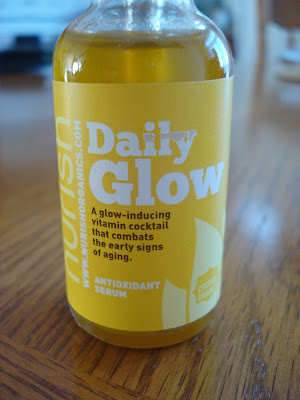 Daily
Glow
A glow-inducing
vitamin cocktail
that combats
the early signs
of aging.
ANTIOXIDANT
SERUM
nurish
WWW.NURISHORGANICS.COM